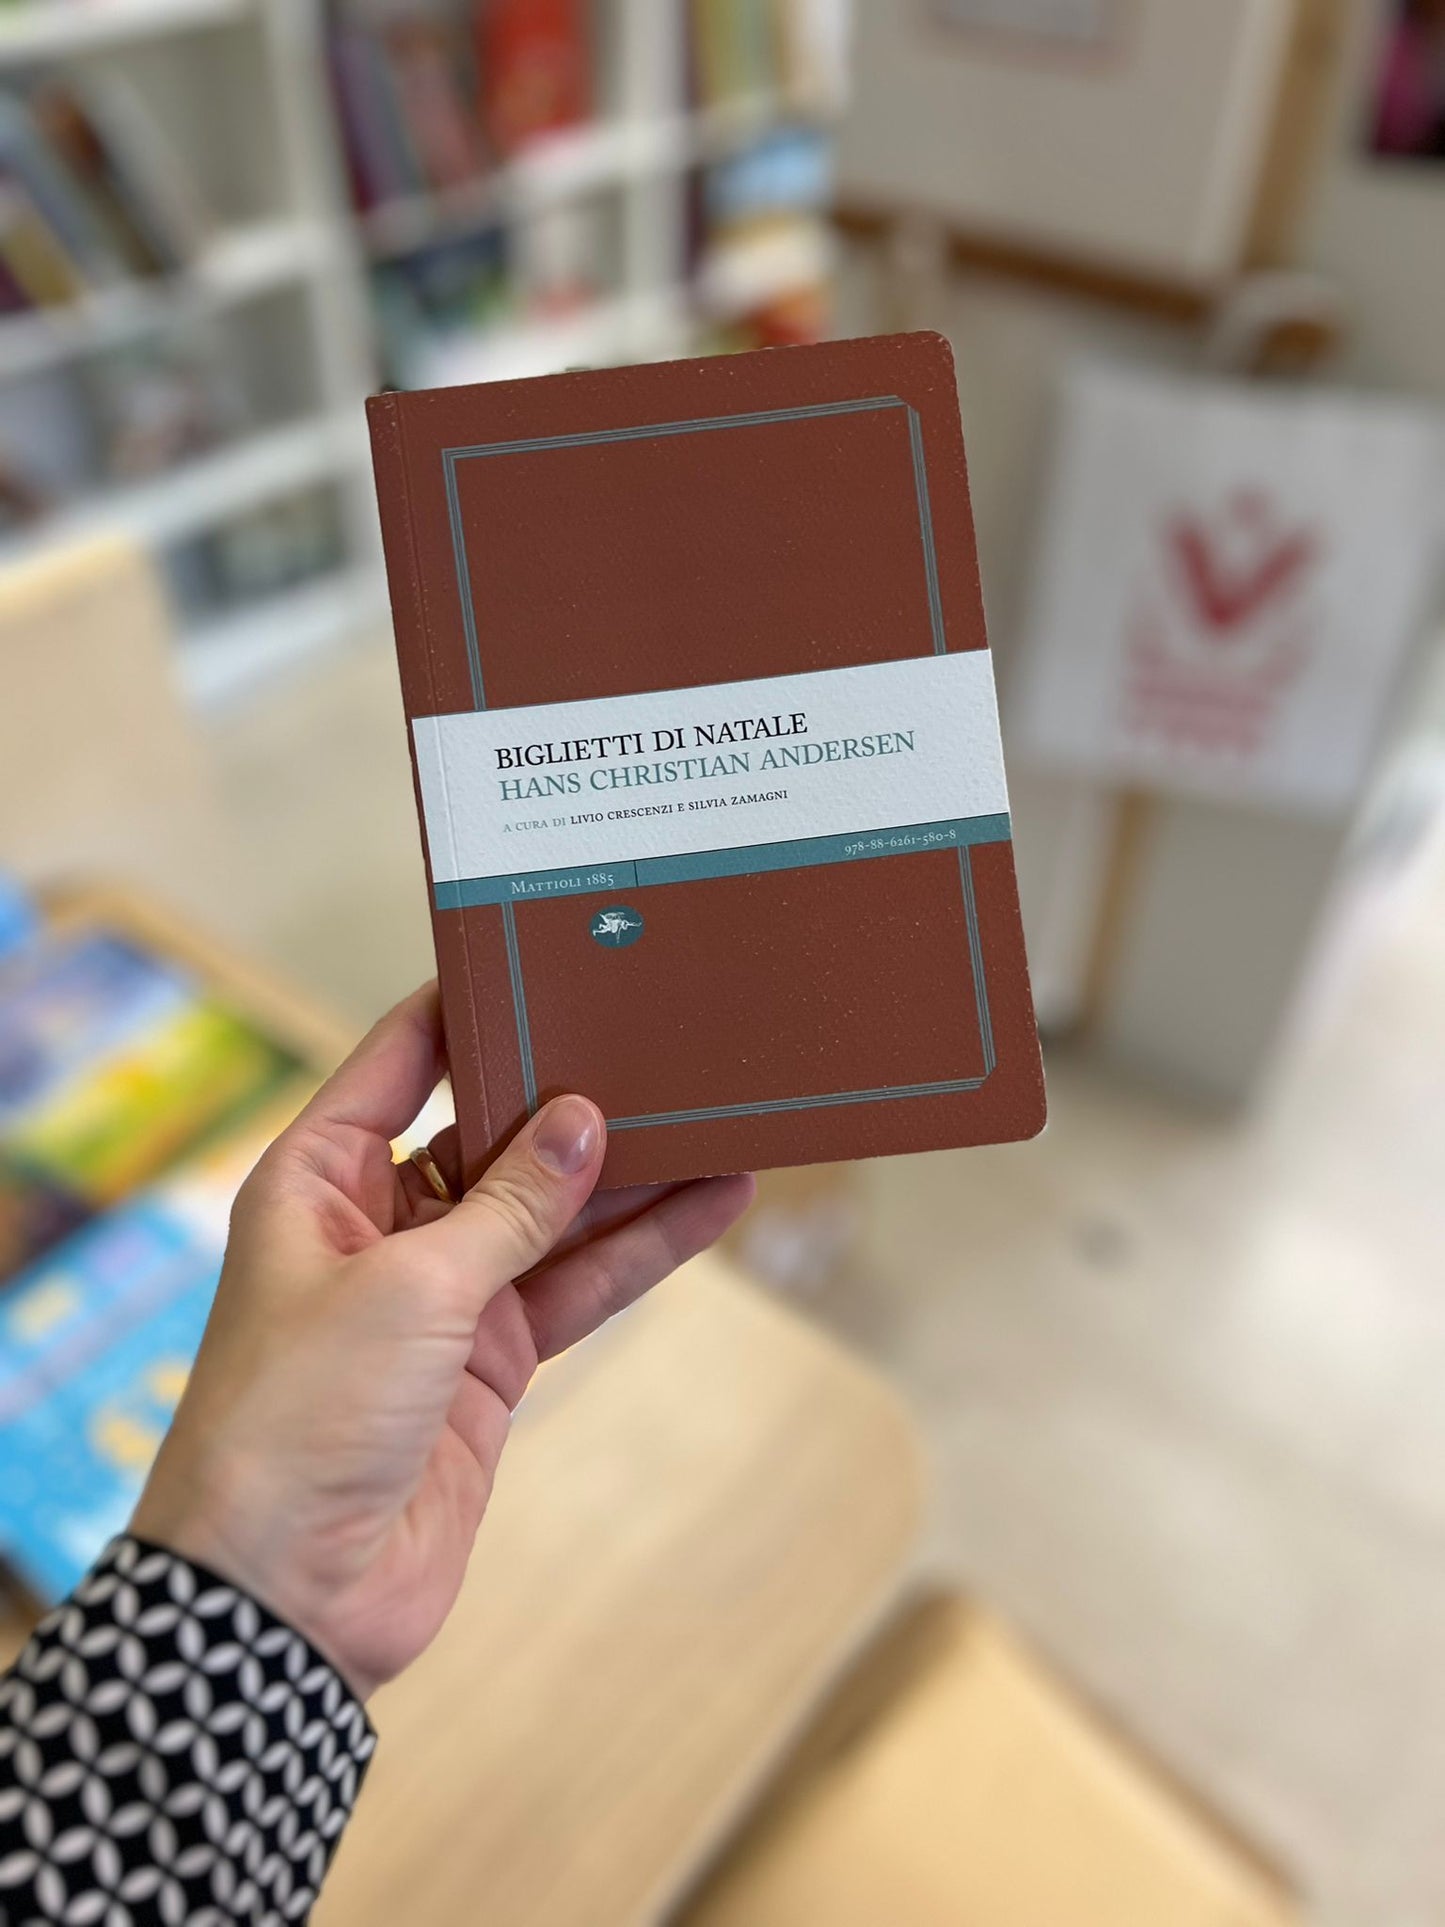 BIGLIETTI DI NATALE
HANS CHRISTIAN ANDERSEN
A CURA DI LIVIO CRESCENZI E SILVIA ZAMAGNI
978-88-6261-580-8
MATTIOLI 1885